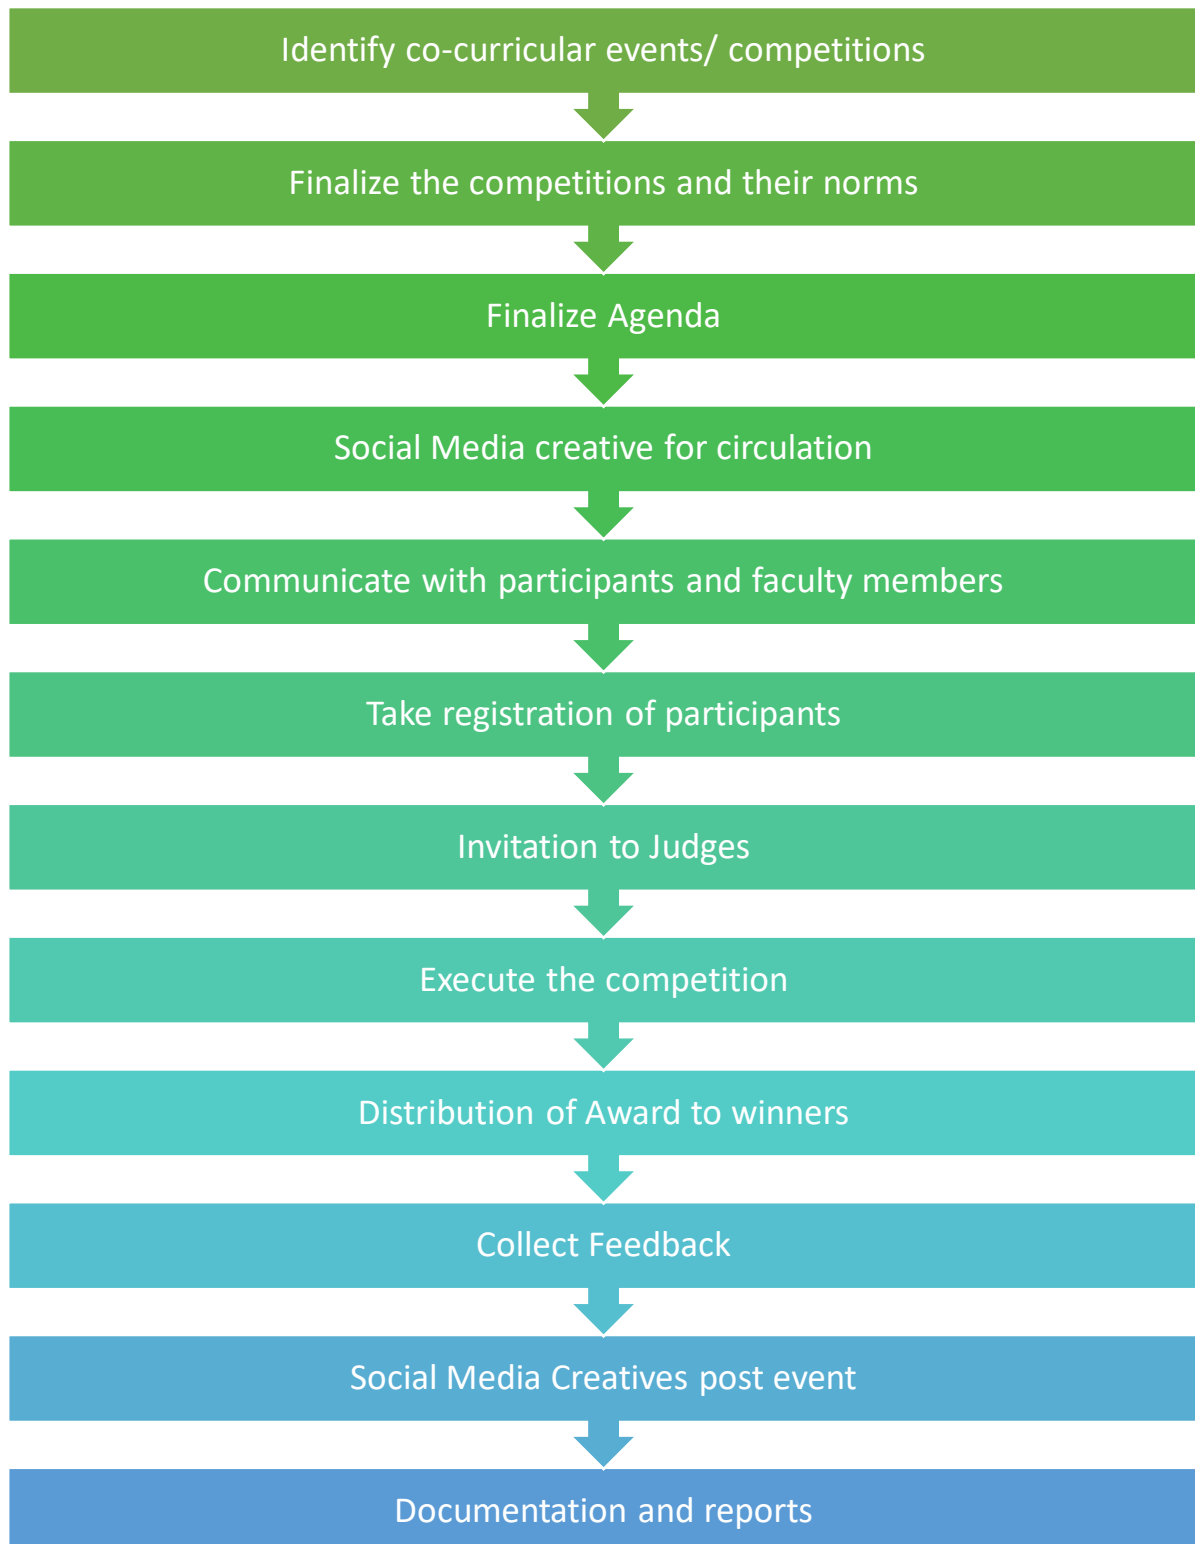 Identify co-curricular events/ competitions
Finalize the competitions and their norms
Finalize Agenda
Social Media creative for circulation
Communicate with participants and faculty members
Take registration of participants
Invitation to Judges
Execute the competition
Distribution of Award to winners
Collect Feedback
Social Media Creatives post event
Documentation and reports